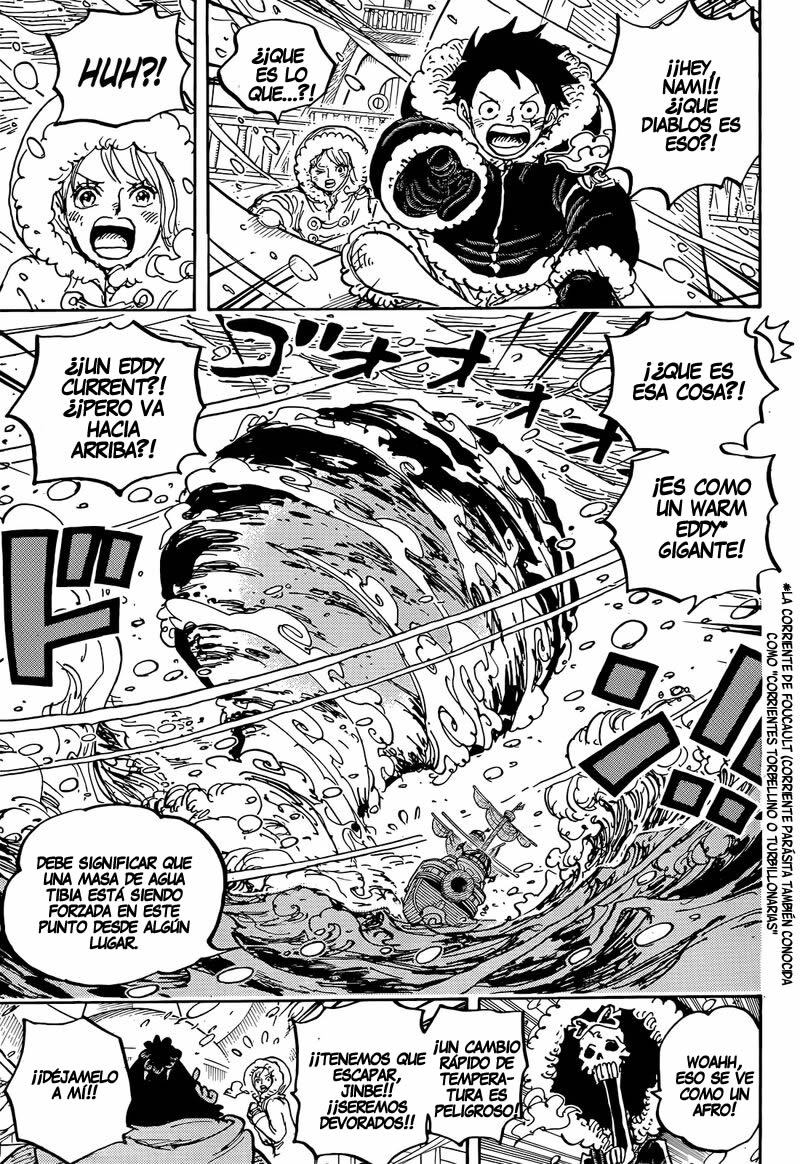 ¡¡HEY
NAMI!!
¿¡QUE
DIABLOS ES
ESO?!
¿¡QUE
ES LO
QUE...?!
HUH?!
¡¿QUE ES
ESA COSA?!
¡ES COMO
UN WARM
EDDY*
GIGANTE!
¿¡UN EDDY
CURRENT?!
¿¡PERO VA
HACIA
ARRIBA?!
ゴオオオオオ
ドドド!!
*LA CORRIENTE DE FOUCAULT (CORRIENTE PARÁSITA TAMBIÉN CONOCIDA
COMO "CORRIENTES TORBELLINO O TURBILLONARIAS"
DEBE SIGNIFICAR QUE
UNA MASA DE AGUA
TIBIA ESTÁ SIENDO
FORZADA EN ESTE
PUNTO DESDE ALGÚN
LUGAR.
WOAHH,
ESO SE VE
COMO UN
AFRO!
¡UN CAMBIO
RÁPIDO DE
TEMPERA-
TURA ES
PELIGROSO!
¡¡TENEMOS QUE
ESCAPAR,
JINBE!!
¡¡SEREMOS
DEVORADOS!!
¡¡DÉJAMELO
A MÍ!!